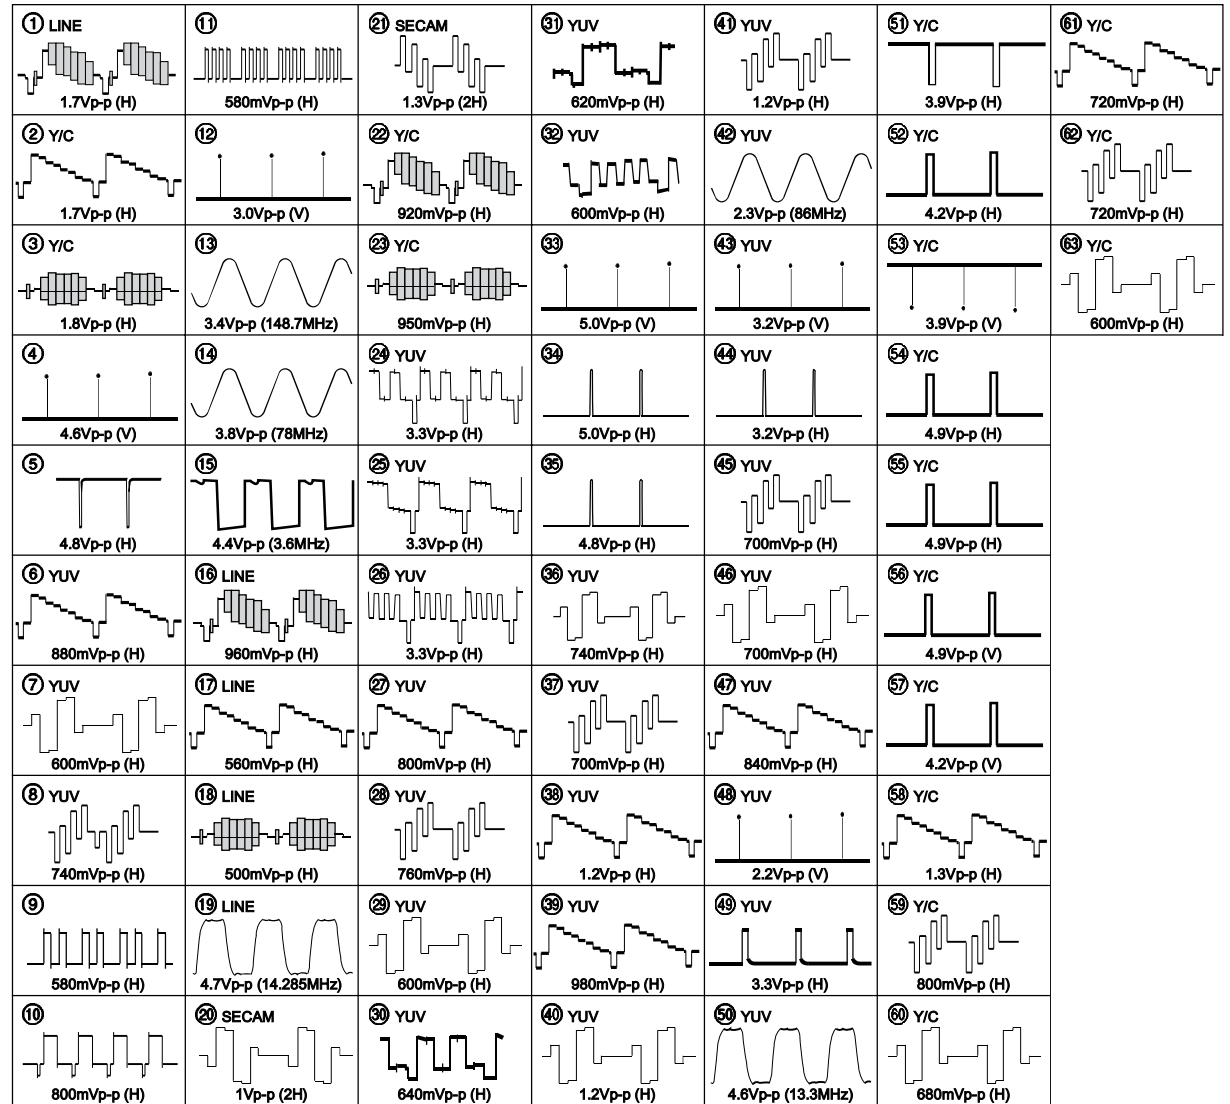 ① LINE
1.7Vp-p (H)
② Y/C
1.7Vp-p (H)
③ Y/C
1.8Vp-p (H)
④
4.6Vp-p (V)
⑤
4.8Vp-p (H)
⑥ YUV
880mVp-p (H)
⑦ YUV
600mVp-p (H)
⑧ YUV
740mVp-p (H)
⑨
580mVp-p (H)
⑩
800mVp-p (H)
⑪
580mVp-p (H)
⑫
3.0Vp-p (V)
⑬
3.4Vp-p (148.7MHz)
⑭
3.8Vp-p (78MHz)
⑮
4.4Vp-p (3.6MHz)
⑯ LINE
960mVp-p (H)
⑰ LINE
560mVp-p (H)
⑱ LINE
500mVp-p (H)
⑲ LINE
4.7Vp-p (14.285MHz)
⑳ SECAM
1Vp-p (2H)
㉑ SECAM
1.3Vp-p (2H)
㉒ Y/C
920mVp-p (H)
㉓ Y/C
950mVp-p (H)
㉔ YUV
3.3Vp-p (H)
㉕ YUV
3.3Vp-p (H)
㉖ YUV
3.3Vp-p (H)
㉗ YUV
800mVp-p (H)
㉘ YUV
760mVp-p (H)
㉙ YUV
600mVp-p (H)
㉚ YUV
640mVp-p (H)
㉛ YUV
620mVp-p (H)
㉜ YUV
600mVp-p (H)
㉝
5.0Vp-p (V)
㉞
5.0Vp-p (H)
㉟
4.8Vp-p (H)
㊱ YUV
740mVp-p (H)
㊲ YUV
700mVp-p (H)
㊳ YUV
1.2Vp-p (H)
㊴ YUV
980mVp-p (H)
㊵ YUV
1.2Vp-p (H)
㊶ YUV
1.2Vp-p (H)
㊷ YUV
2.3Vp-p (86MHz)
㊸ YUV
3.2Vp-p (V)
㊹ YUV
3.2Vp-p (H)
㊺ YUV
700mVp-p (H)
㊻ YUV
700mVp-p (H)
㊼ YUV
840mVp-p (H)
㊽ YUV
2.2Vp-p (V)
㊾ YUV
3.3Vp-p (H)
㊿ YUV
4.6Vp-p (13.3MHz)
51 Y/C
3.9Vp-p (H)
52 Y/C
4.2Vp-p (H)
53 Y/C
3.9Vp-p (V)
54 Y/C
4.9Vp-p (H)
55 Y/C
4.9Vp-p (H)
56 Y/C
4.9Vp-p (V)
57 Y/C
4.2Vp-p (V)
58 Y/C
1.3Vp-p (H)
59 Y/C
800mVp-p (H)
60 Y/C
680mVp-p (H)
61 Y/C
720mVp-p (H)
62 Y/C
720mVp-p (H)
63 Y/C
600mVp-p (H)